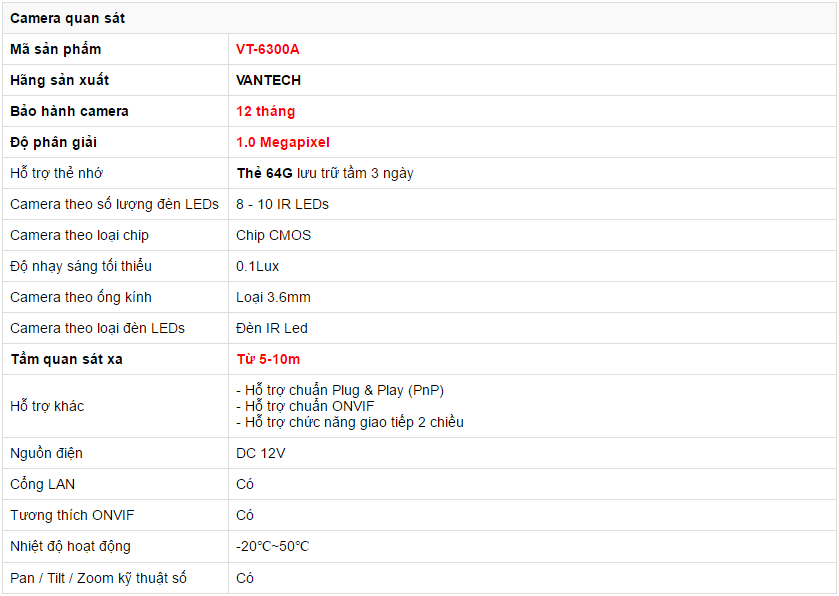 Camera quan sát
Mã sản phẩm VT-6300A
Hãng sản xuất VANTECH
Bảo hành camera 12 tháng
Độ phân giải 1.0 Megapixel
Hỗ trợ thẻ nhớ Thẻ 64G lưu trữ tầm 3 ngày
Camera theo số lượng đèn LEDs 8 - 10 IR LEDs
Camera theo loại chip Chip CMOS
Độ nhạy sáng tối thiểu 0.1Lux
Camera theo ống kính Loại 3.6mm
Camera theo loại đèn LEDs Đèn IR Led
Tầm quan sát xa Từ 5-10m
Hỗ trợ khác
- Hỗ trợ chuẩn Plug & Play (PnP)
- Hỗ trợ chuẩn ONVIF
- Hỗ trợ chức năng giao tiếp 2 chiều
Nguồn điện DC 12V
Cổng LAN Có
Tương thích ONVIF Có
Nhiệt độ hoạt động -20℃~50℃
Pan / Tilt / Zoom kỹ thuật số Có